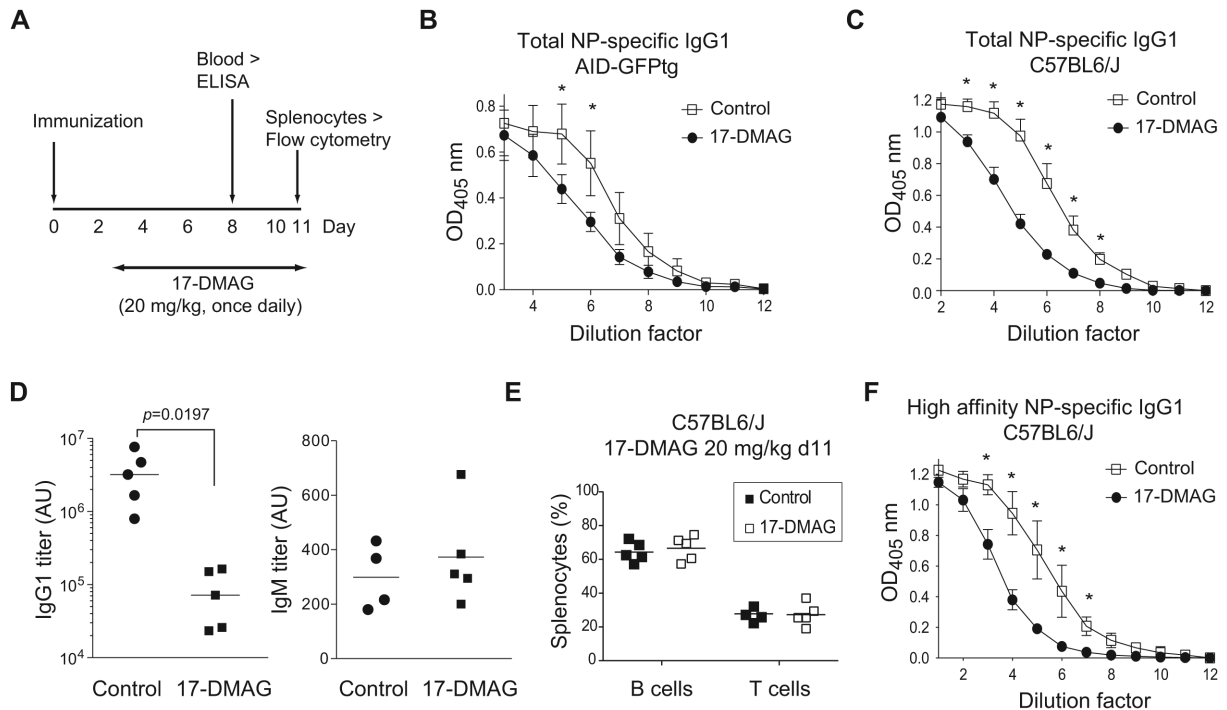 A
Immunization
Blood >
ELISA
Splenocytes >
Flow cytometry
0 2 4 6 8 10 11 Day
17-DMAG
(20 mg/kg, once daily)
B
Total NP-specific IgG1
AID-GFPtg
Control
17-DMAG
* *
0.8
0.6
0.4
0.2
0.0
OD405 nm
4 6 8 10 12
Dilution factor
C
Total NP-specific IgG1
C57BL6/J
Control
17-DMAG
* * * * * *
1.2
1.0
0.8
0.6
0.4
0.2
0.0
OD405 nm
2 4 6 8 10 12
Dilution factor
D
p=0.0197
10^7
10^6
10^5
10^4
IgG1 titer (AU)
Control 17-DMAG
800
600
400
200
0
IgM titer (AU)
Control 17-DMAG
E
C57BL6/J
17-DMAG 20 mg/kg d11
Control
17-DMAG
100
80
60
40
20
0
Splenocytes (%)
B cells T cells
F
High affinity NP-specific IgG1
C57BL6/J
Control
17-DMAG
* * * * *
1.2
1.0
0.8
0.6
0.4
0.2
0.0
OD405 nm
2 4 6 8 10 12
Dilution factor